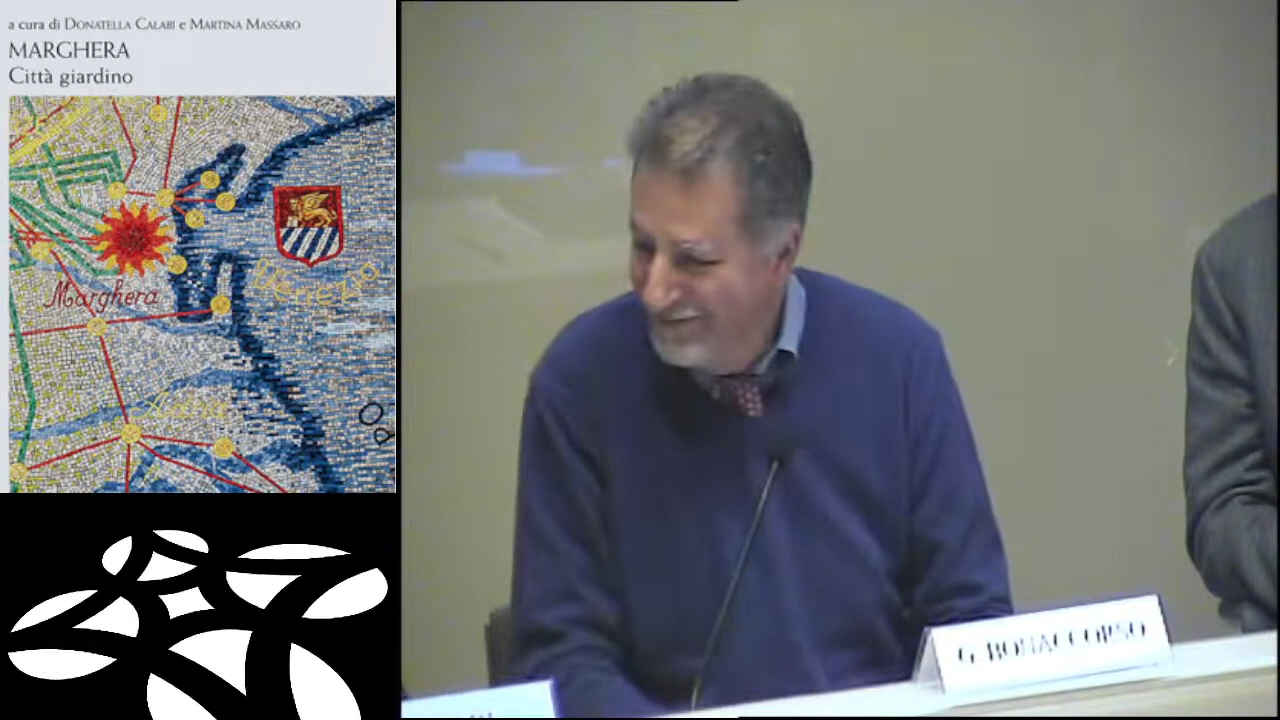 a cura di DONATELLA CALABI e MARTINA MASSARO
MARGHERA
Città giardino
Marghera
Venezia
G. BONACCORSO